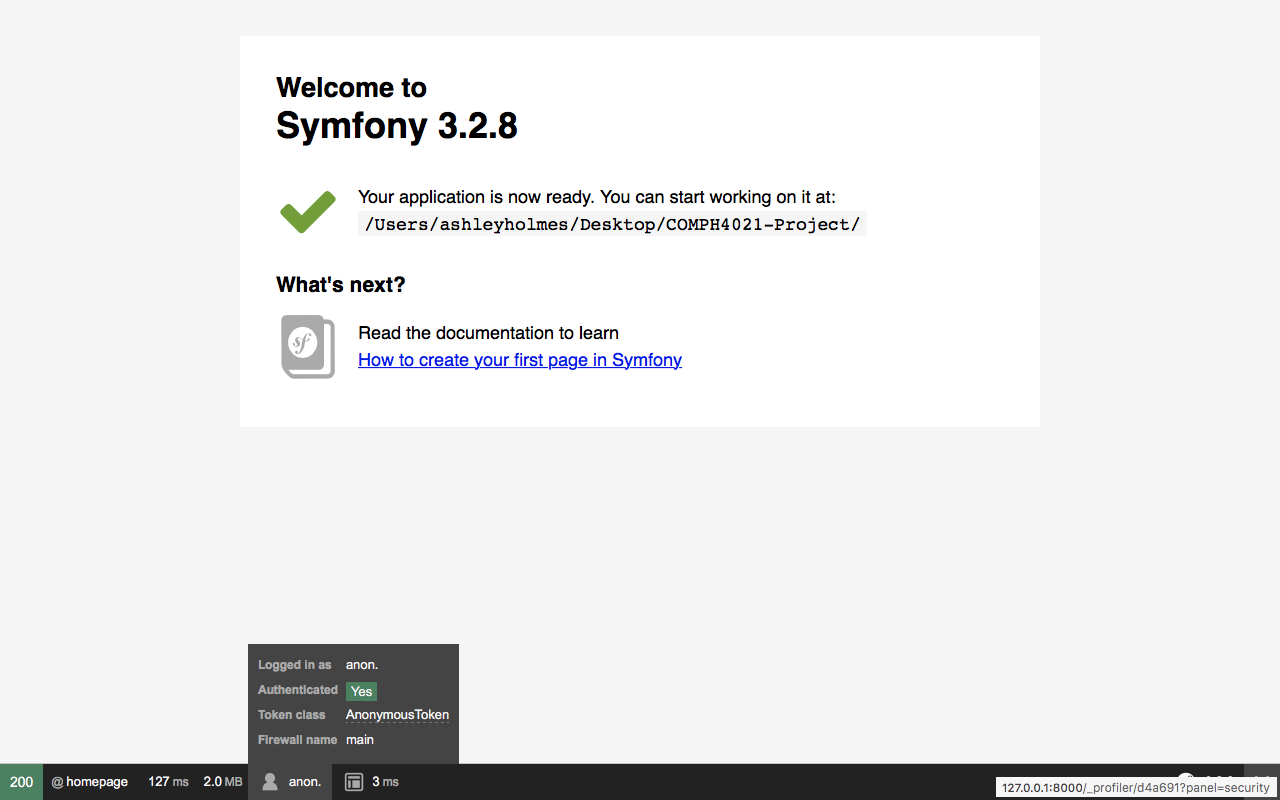 Welcome to
Symfony 3.2.8
Your application is now ready. You can start working on it at:
/Users/ashleyholmes/Desktop/COMPH4021-Project/
What's next?
sf
Read the documentation to learn
How to create your first page in Symfony
Logged in as anon.
Authenticated Yes
Token class AnonymousToken
Firewall name main
200 @ homepage 127 ms 2.0 MB anon. 3 ms
127.0.0.1:8000/_profiler/d4a691?panel=security